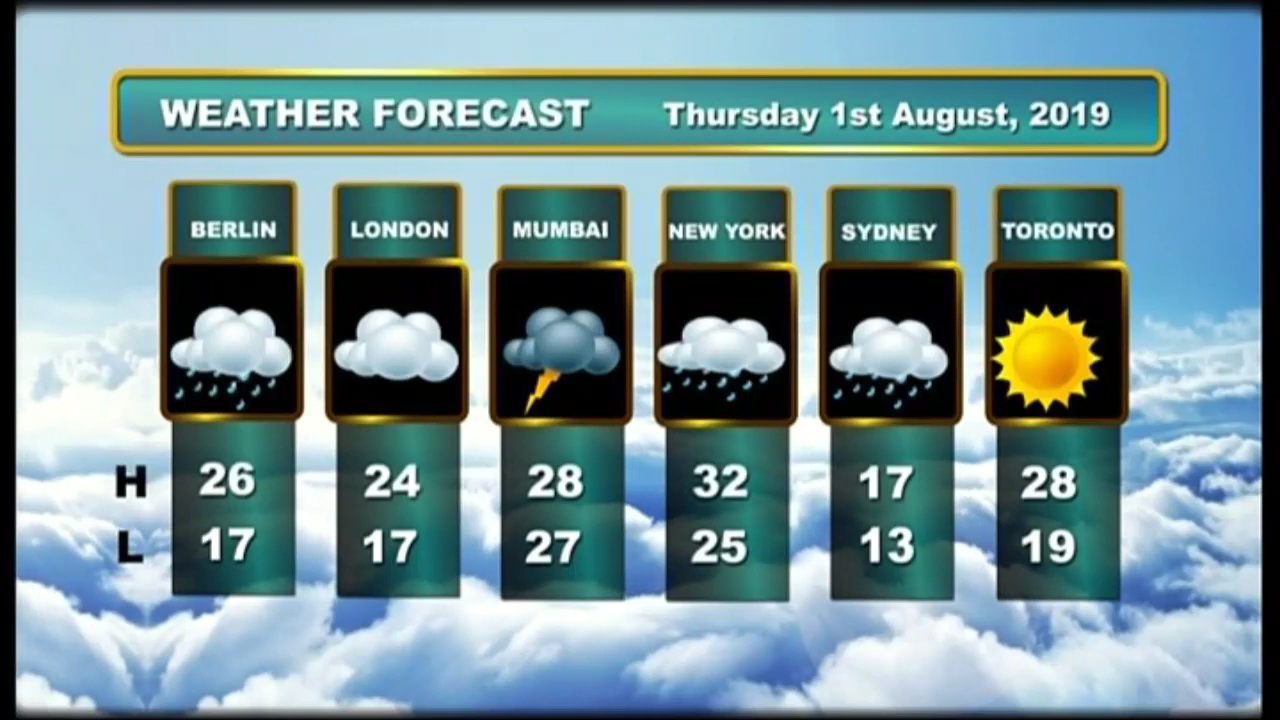 WEATHER FORECAST Thursday 1st August, 2019
BERLIN LONDON MUMBAI NEW YORK SYDNEY TORONTO
H 26 24 28 32 17 28
L 17 17 27 25 13 19